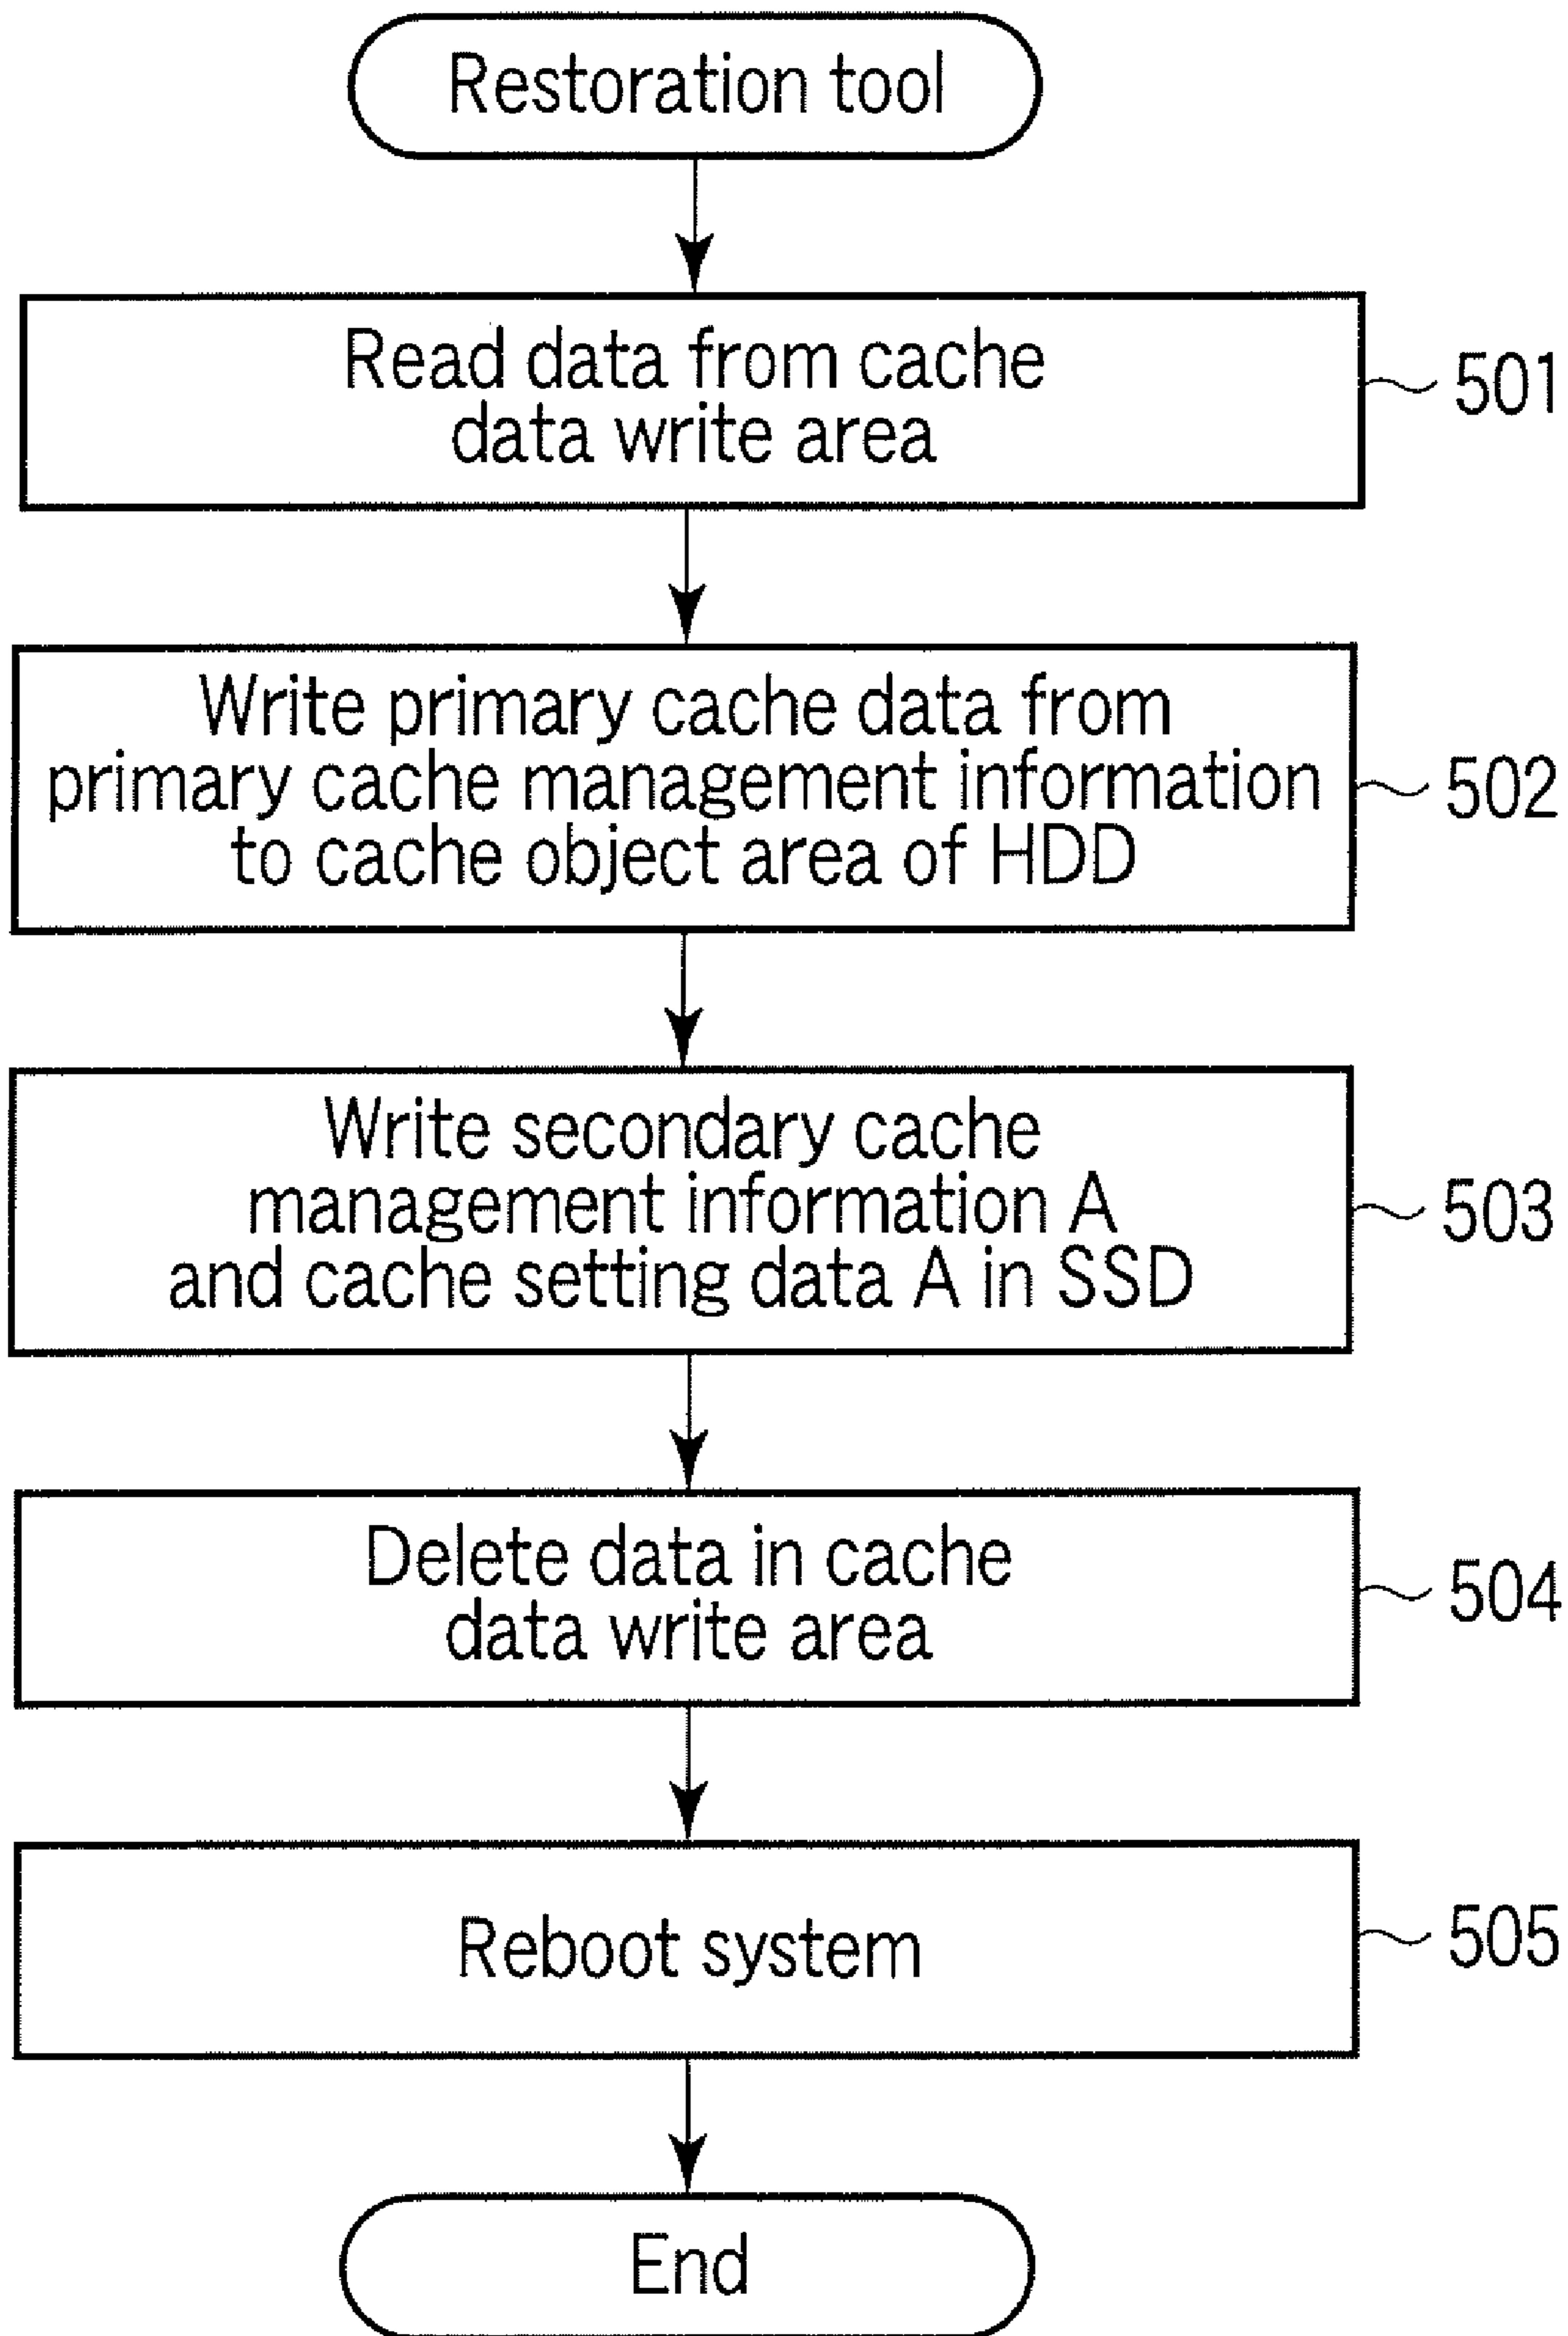 Restoration tool
Read data from cache
data write area
501
Write primary cache data from
primary cache management information
to cache object area of HDD
502
Write secondary cache
management information A
and cache setting data A in SSD
503
Delete data in cache
data write area
504
Reboot system
505
End